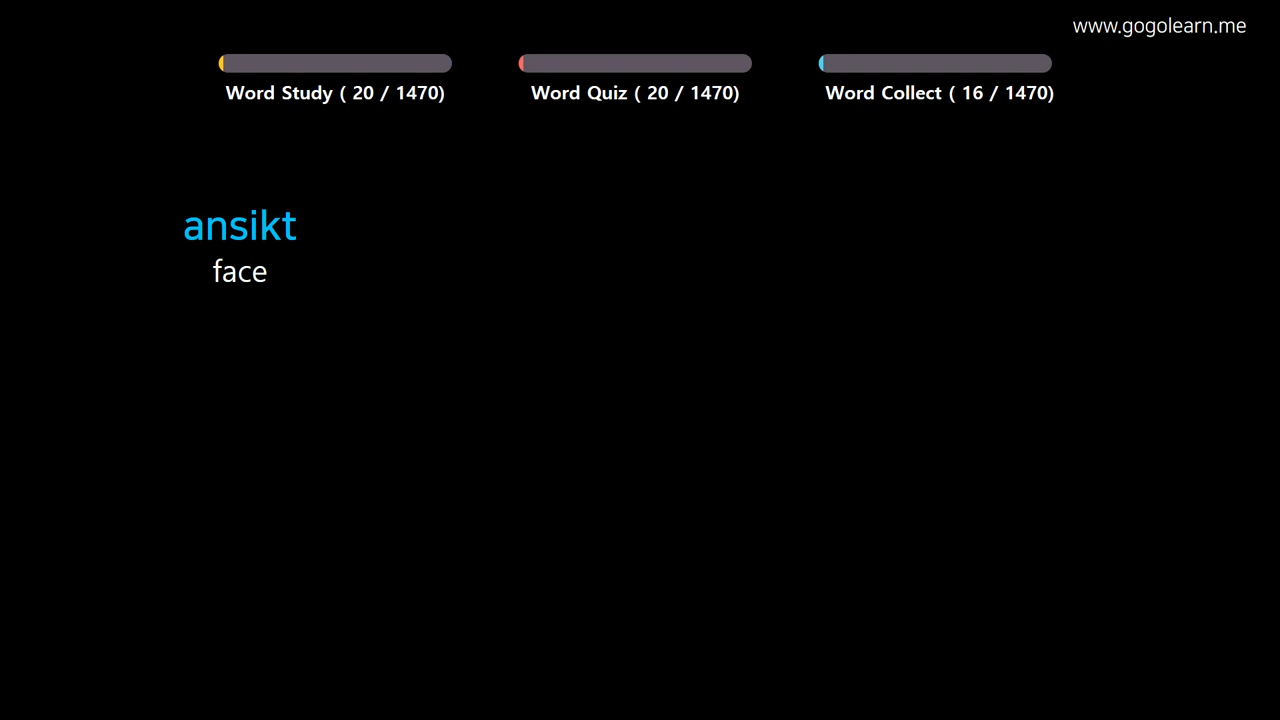 www.gogolearn.me
Word Study ( 20 / 1470)
Word Quiz ( 20 / 1470)
Word Collect ( 16 / 1470)
ansikt
face